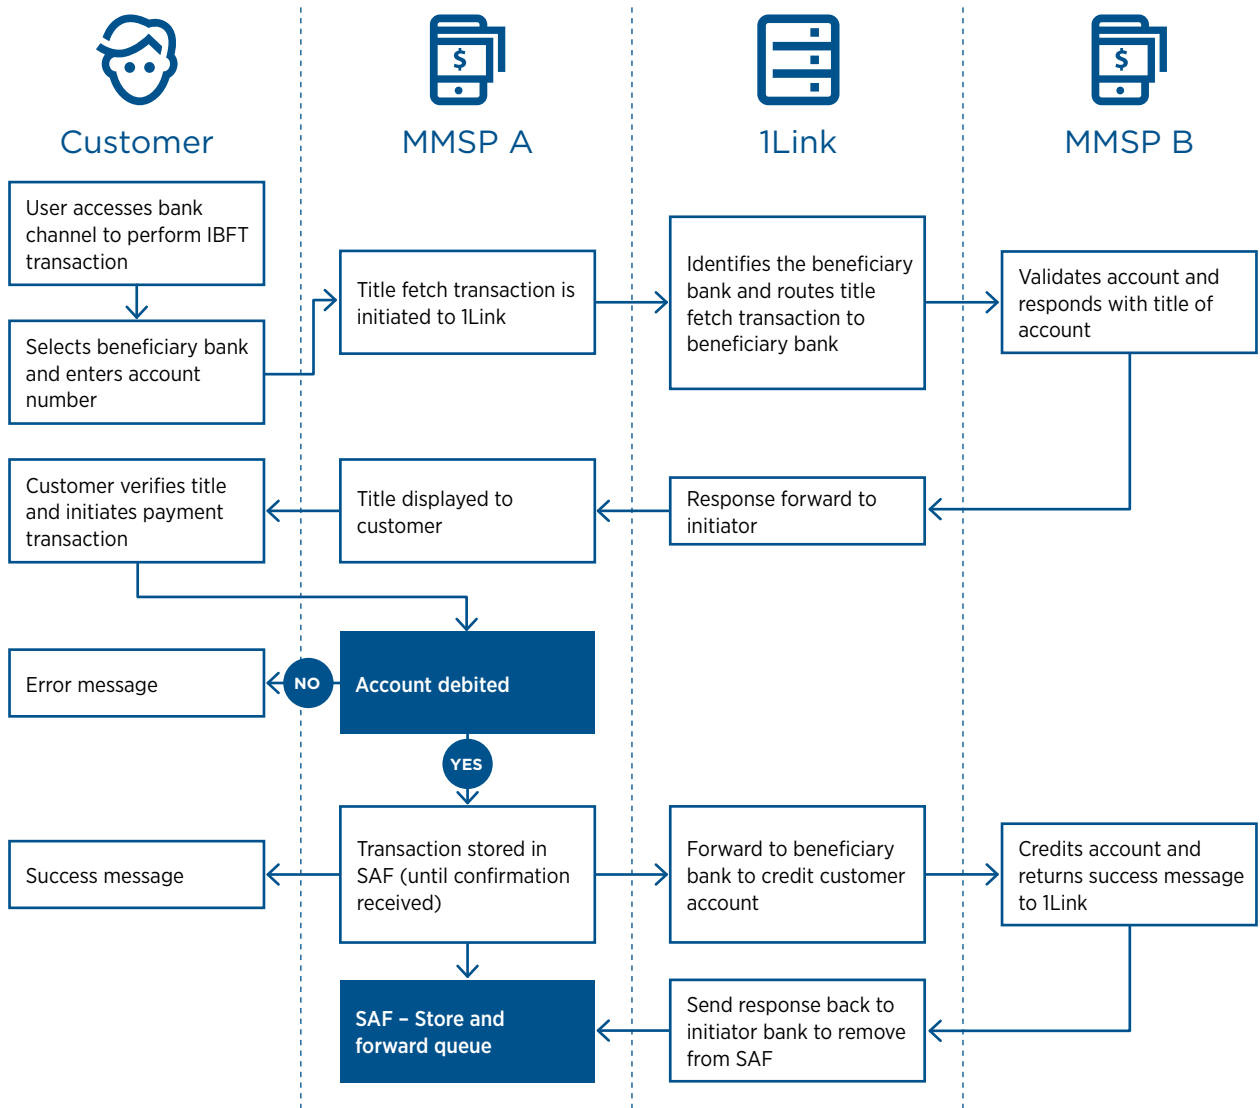 $
$
Customer
MMSP A
1Link
MMSP B
User accesses bank
channel to perform IBFT
transaction
Selects beneficiary bank
and enters account
number
Title fetch transaction is
initiated to 1Link
Identifies the beneficiary
bank and routes title
fetch transaction to
beneficiary bank
Validates account and
responds with title of
account
Customer verifies title
and initiates payment
transaction
Title displayed to
customer
Response forward to
initiator
Error message
NO
Account debited
YES
Success message
Transaction stored in
SAF (until confirmation
received)
Forward to beneficiary
bank to credit customer
account
Credits account and
returns success message
to 1Link
SAF – Store and
forward queue
Send response back to
initiator bank to remove
from SAF